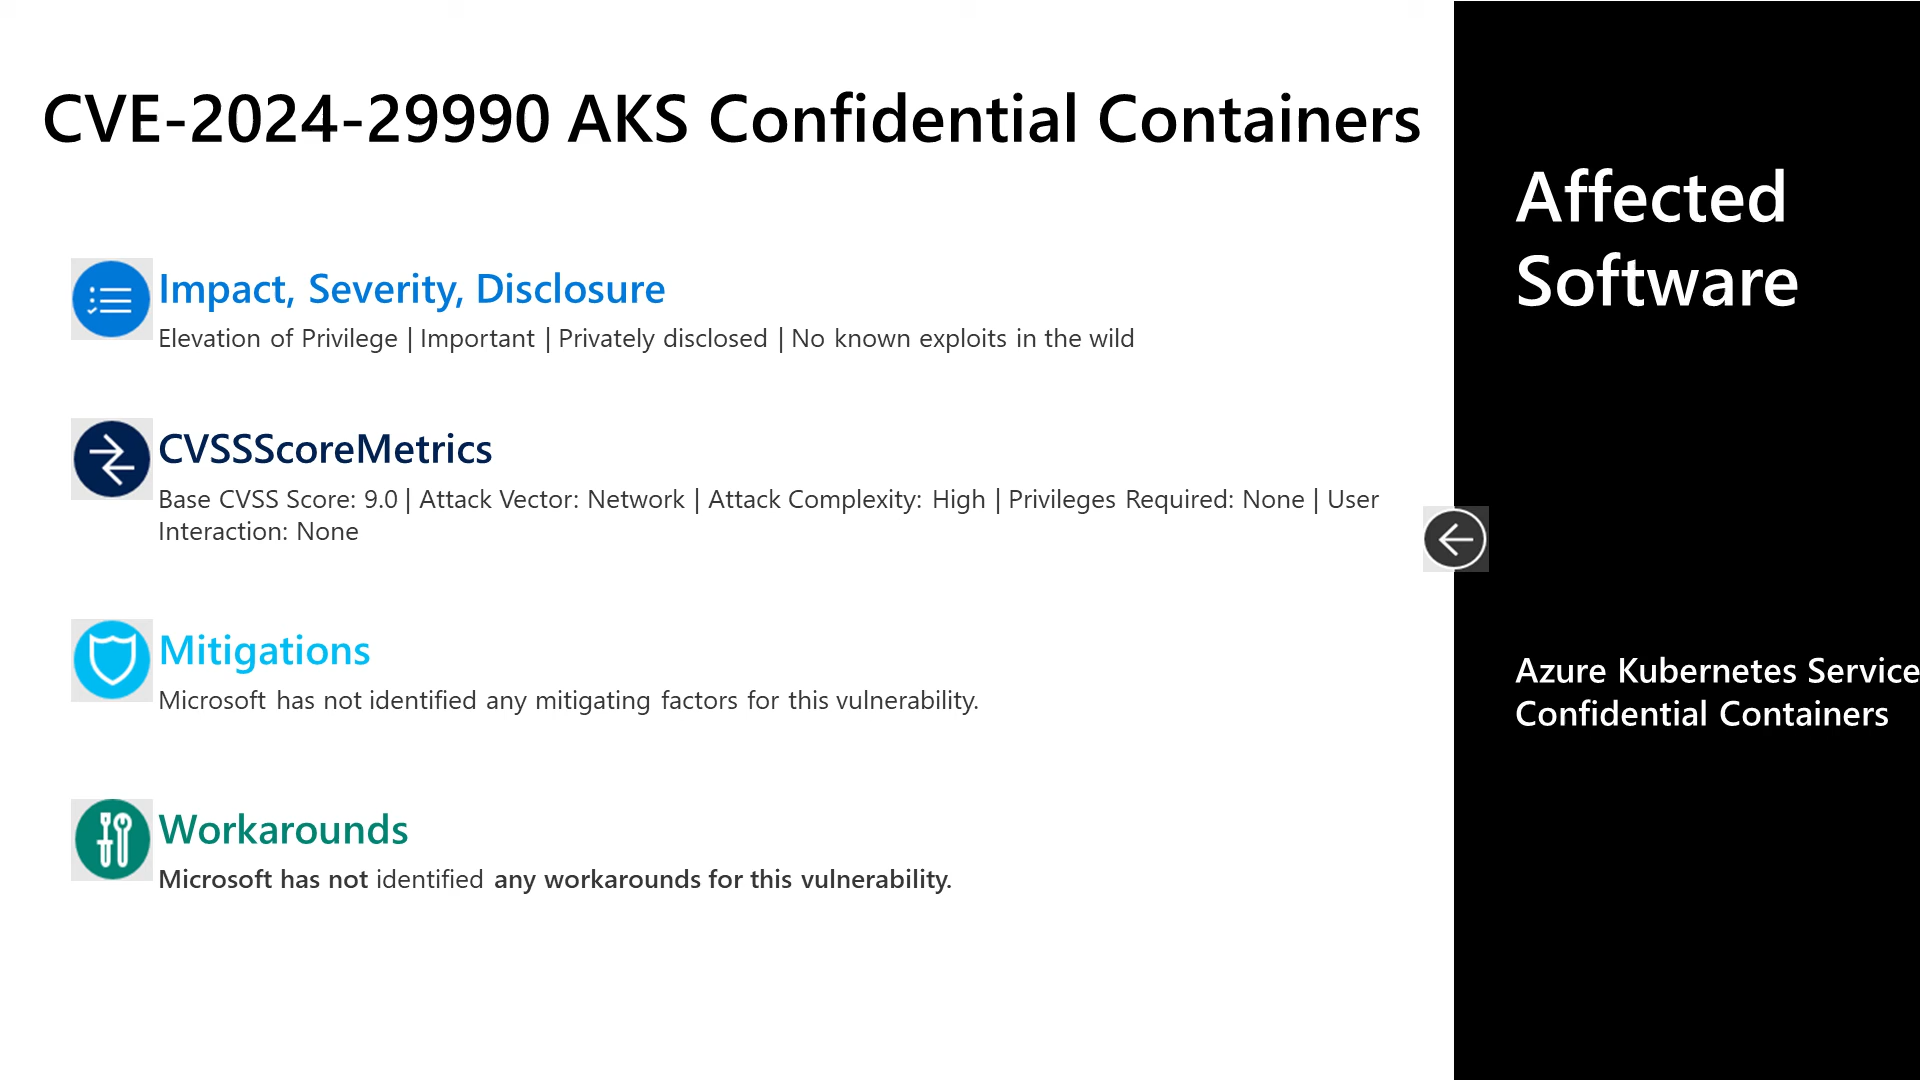 CVE-2024-29990 AKS Confidential Containers
Impact, Severity, Disclosure
Elevation of Privilege | Important | Privately disclosed | No known exploits in the wild
CVSSScoreMetrics
Base CVSS Score: 9.0 | Attack Vector: Network | Attack Complexity: High | Privileges Required: None | User
Interaction: None
Mitigations
Microsoft has not identified any mitigating factors for this vulnerability.
Workarounds
Microsoft has not identified any workarounds for this vulnerability.
Affected
Software
Azure Kubernetes Service
Confidential Containers